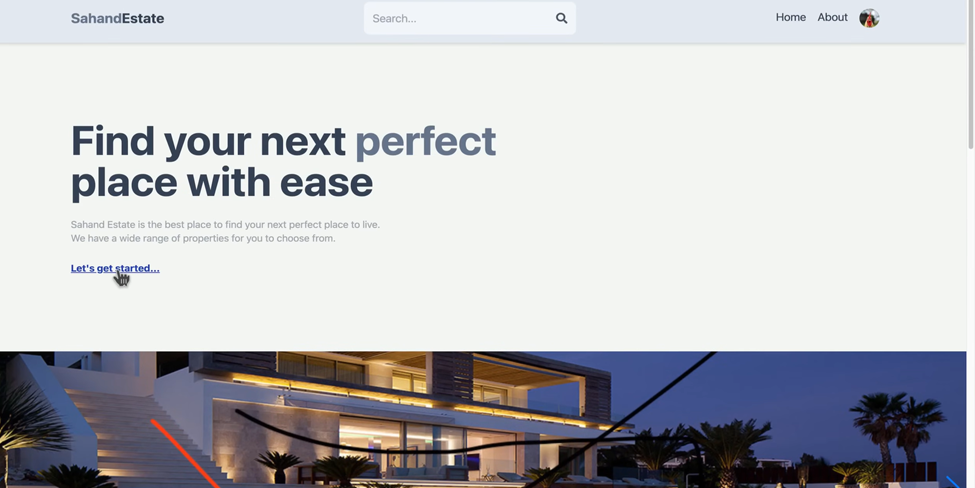 SahandEstate
Search...
Home About
Find your next perfect
place with ease
Sahand Estate is the best place to find your next perfect place to live.
We have a wide range of properties for you to choose from.
Let's get started...